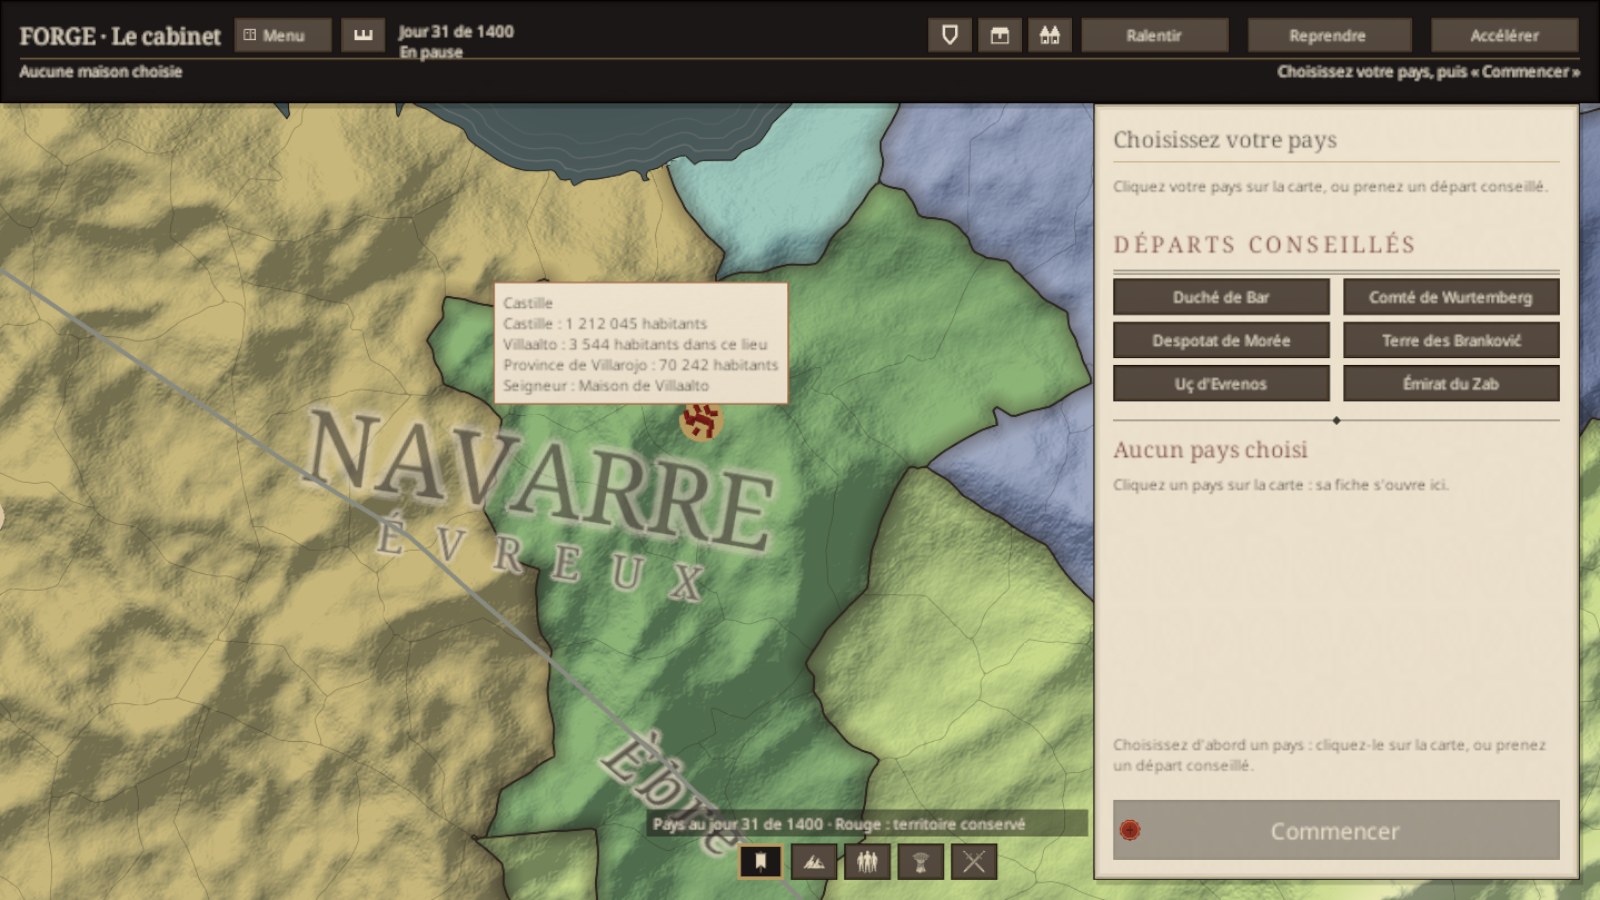 FORGE · Le cabinet
Menu
Jour 31 de 1400
En pause
Ralentir
Reprendre
Accélérer
Aucune maison choisie
Choisissez votre pays, puis « Commencer »
Choisissez votre pays
Cliquez votre pays sur la carte, ou prenez un départ conseillé.
DÉPARTS CONSEILLÉS
Duché de Bar
Comté de Wurtemberg
Despotat de Morée
Terre des Branković
Uç d'Evrenos
Émirat du Zab
Aucun pays choisi
Cliquez un pays sur la carte : sa fiche s'ouvre ici.
Castille
Castille : 1 212 045 habitants
Villaalto : 3 544 habitants dans ce lieu
Province de Villarojo : 70 242 habitants
Seigneur : Maison de Villaalto
NAVARRE
ÉVREUX
Èbre
Choisissez d'abord un pays : cliquez-le sur la carte, ou prenez
un départ conseillé.
Pays au jour 31 de 1400 · Rouge : territoire conservé
Commencer